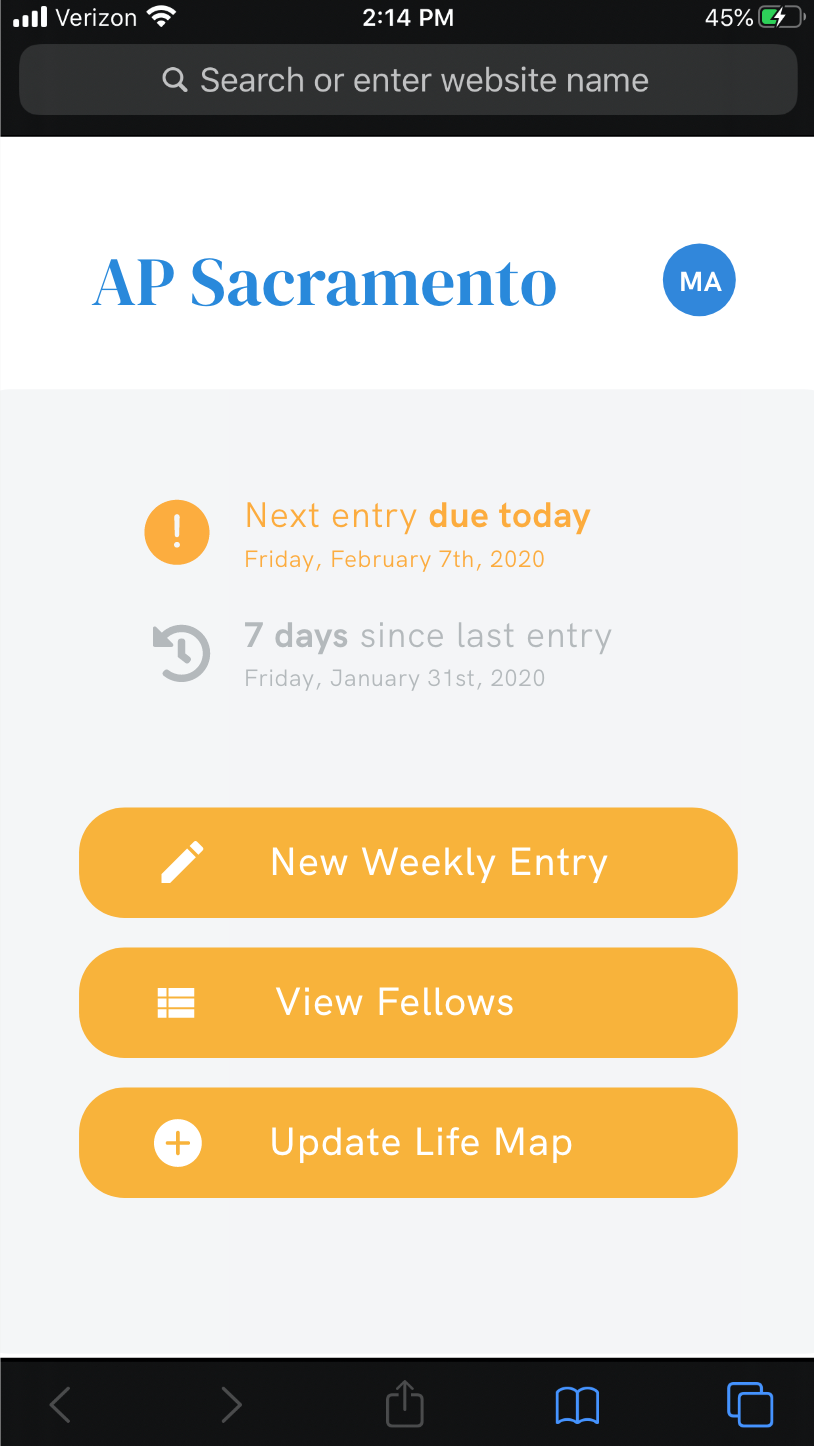 Verizon 2:14 PM 45%
Search or enter website name
AP Sacramento MA
Next entry due today
Friday, February 7th, 2020
7 days since last entry
Friday, January 31st, 2020
New Weekly Entry
View Fellows
Update Life Map